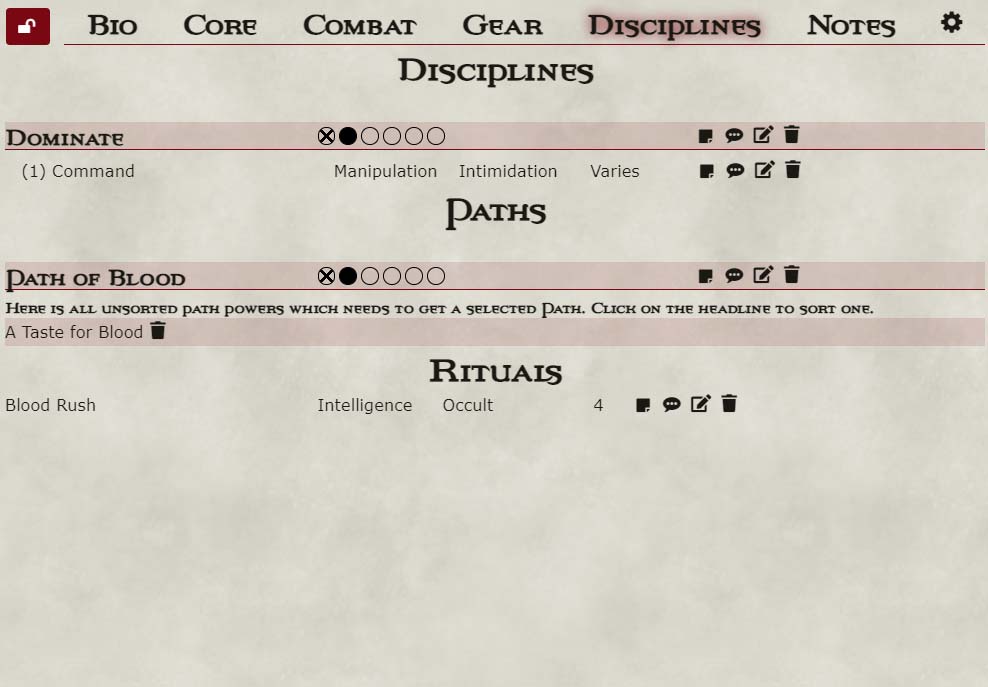 Bio Core Combat Gear Disciplines Notes
Disciplines
Dominate
(1) Command Manipulation Intimidation Varies
Paths
Path of Blood
Here is all unsorted path powers which needs to get a selected Path. Click on the headline to sort one.
A Taste for Blood
Rituals
Blood Rush Intelligence Occult 4